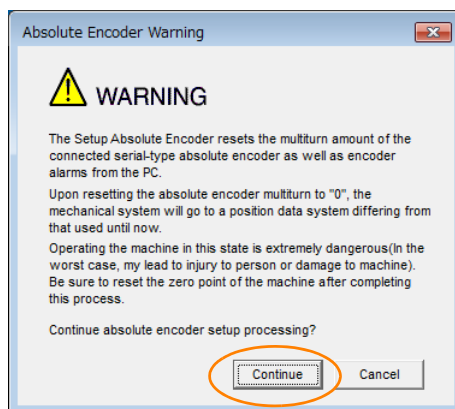 Absolute Encoder Warning
WARNING
The Setup Absolute Encoder resets the multiturn amount of the
connected serial-type absolute encoder as well as encoder
alarms from the PC.
Upon resetting the absolute encoder multiturn to "0", the
mechanical system will go to a position data system differing from
that used until now.
Operating the machine in this state is extremely dangerous(In the
worst case, my lead to injury to person or damage to machine).
Be sure to reset the zero point of the machine after completing
this process.
Continue absolute encoder setup processing?
Continue Cancel